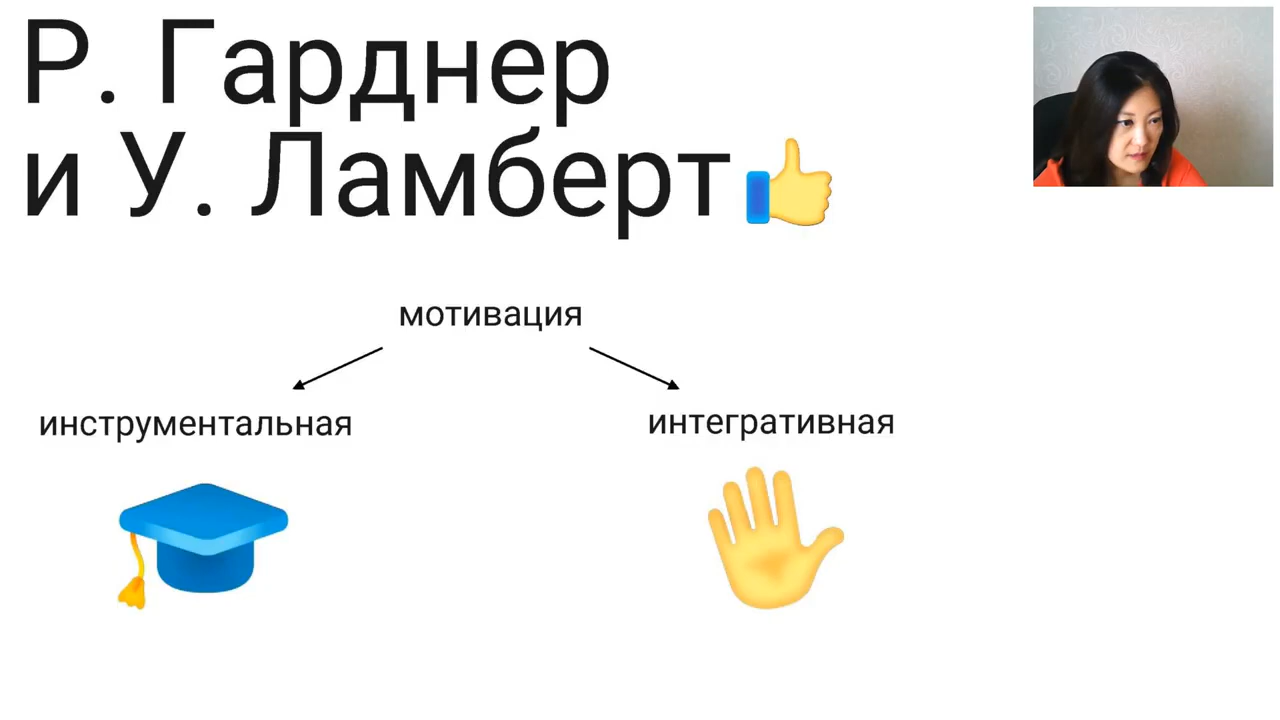 Р. Гарднер
и У. Ламберт
мотивация
инструментальная
интегративная